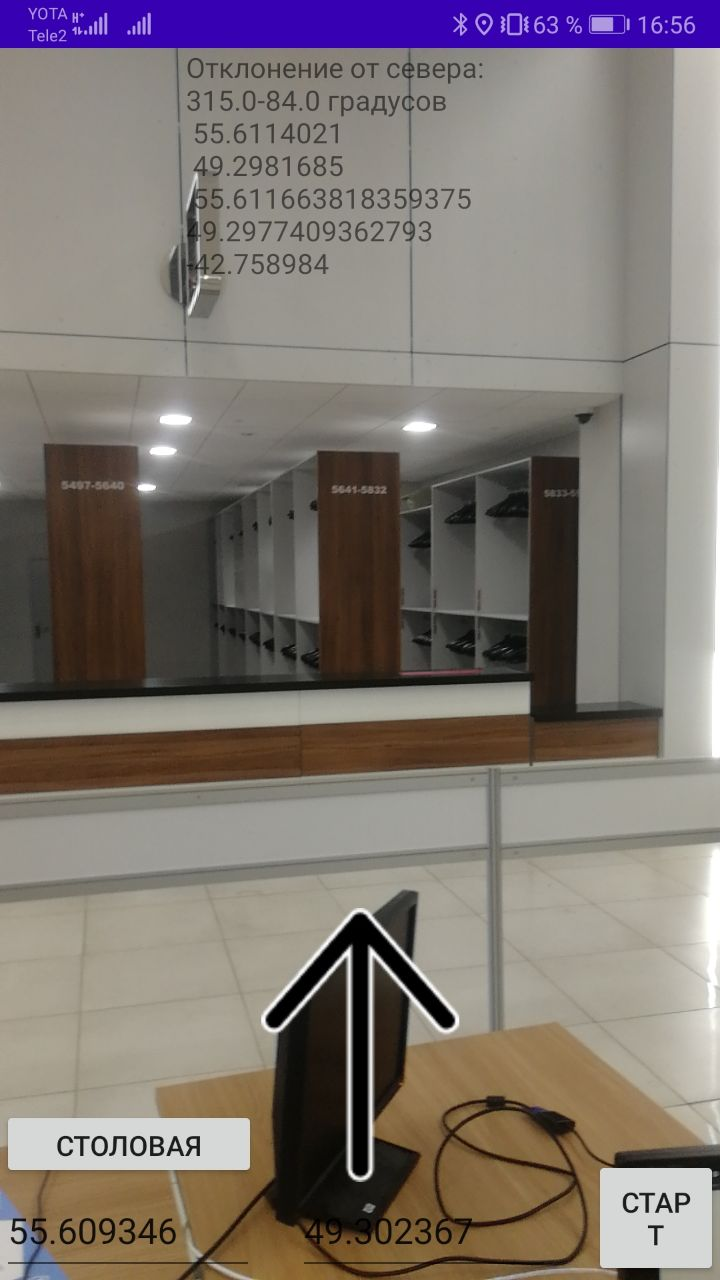 YOTA
Tele2
63 %
16:56
Отклонение от севера:
315.0-84.0 градусов
55.6114021
49.2981685
55.611663818359375
49.2977409362793
-42.758984
5497-5640
5641-5832
СТОЛОВАЯ
СТАР
Т
55.609346
49.302367